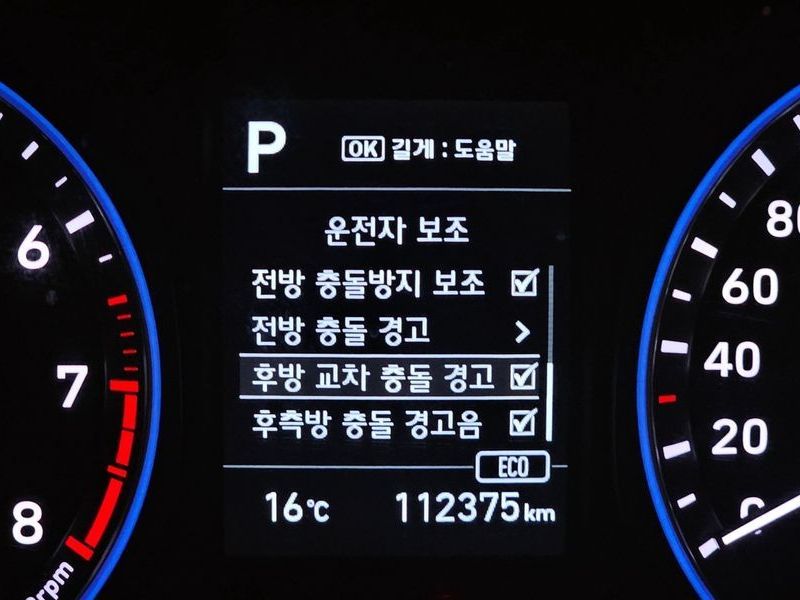 P
OK 길게 : 도움말
운전자 보조
전방 충돌방지 보조
전방 충돌 경고 >
후방 교차 충돌 경고
후측방 충돌 경고음
ECO
16°C 112375km
6
7
8
rpm
80
60
40
20
0